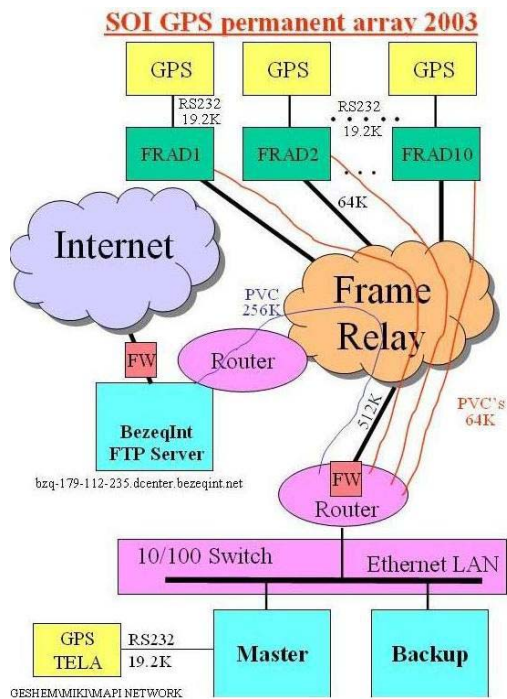 SOI GPS permanent array 2003
GPS
GPS
GPS
RS232
19.2K
RS232
19.2K
FRAD1
FRAD2
FRAD10
64K
Internet
Frame
Relay
PVC
256K
Router
FW
512K
PVC's
64K
BezeqInt
FTP Server
bzq-179-112-235.dcenter.bezeqint.net
FW
Router
10/100 Switch
Ethernet LAN
GPS
TELA
RS232
19.2K
Master
Backup
GESHEM\MIKI\MAPI NETWORK